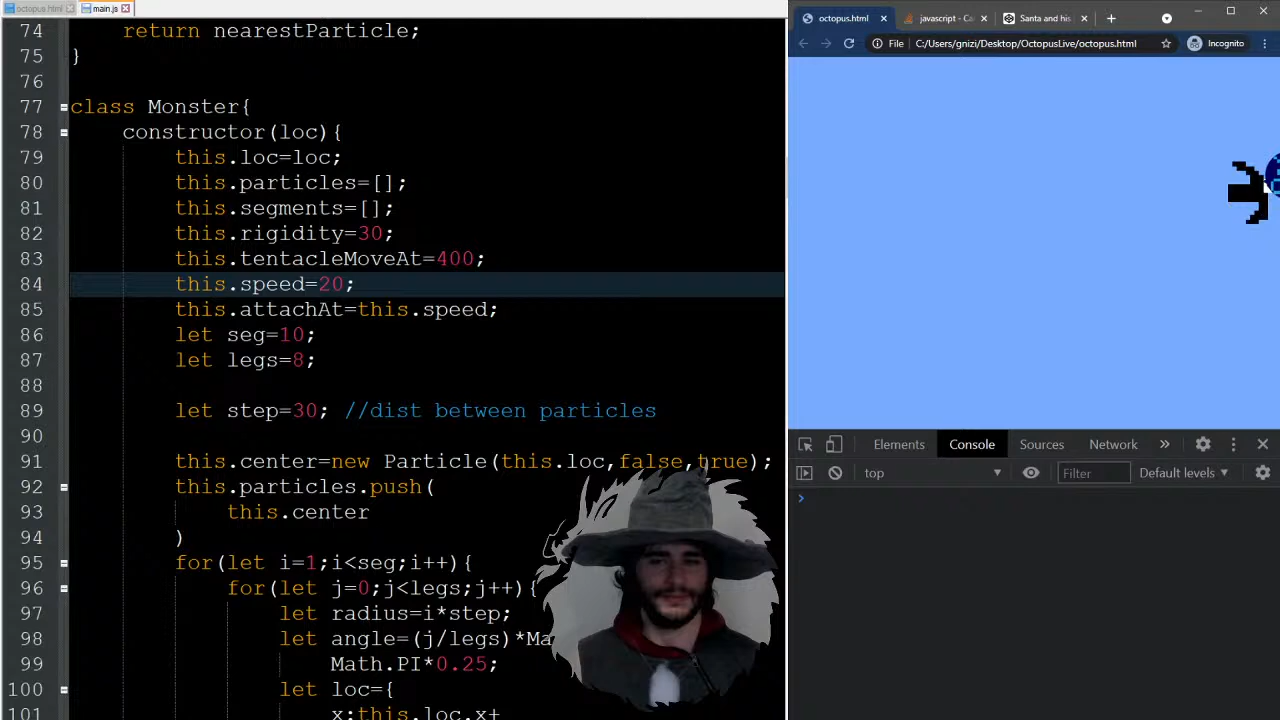 octopus.html
main.js
74 return nearestParticle;
75 }
76
77 class Monster{
78 constructor(loc){
79 this.loc=loc;
80 this.particles=[];
81 this.segments=[];
82 this.rigidity=30;
83 this.tentacleMoveAt=400;
84 this.speed=20;
85 this.attachAt=this.speed;
86 let seg=10;
87 let legs=8;
88
89 let step=30; //dist between particles
90
91 this.center=new Particle(this.loc,false,true);
92 this.particles.push(
93 this.center
94 )
95 for(let i=1;i<seg;i++){
96 for(let j=0;j<legs;j++){
97 let radius=i*step;
98 let angle=(j/legs)*Ma
99 Math.PI*0.25;
100 let loc={
101 x:this.loc.x+
octopus.html
javascript - Ca
Santa and his
File C:/Users/gnizi/Desktop/OctopusLive/octopus.html
Incognito
Elements Console Sources Network
top
Filter
Default levels